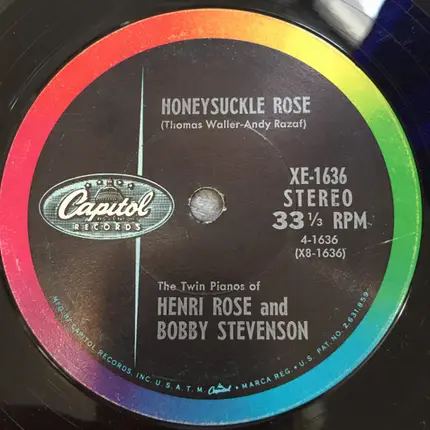 HONEYSUCKLE ROSE
(Thomas Waller-Andy Razaf)
XE-1636
STEREO
33 1/3 RPM
4-1636
(X8-1636)
Capitol
RECORDS
The Twin Pianos of
HENRI ROSE and
BOBBY STEVENSON
MFD. BY CAPITOL RECORDS, INC. U.S.A. T.M. Capitol • MARCA REG. • U.S. PAT. NO. 2,631,859